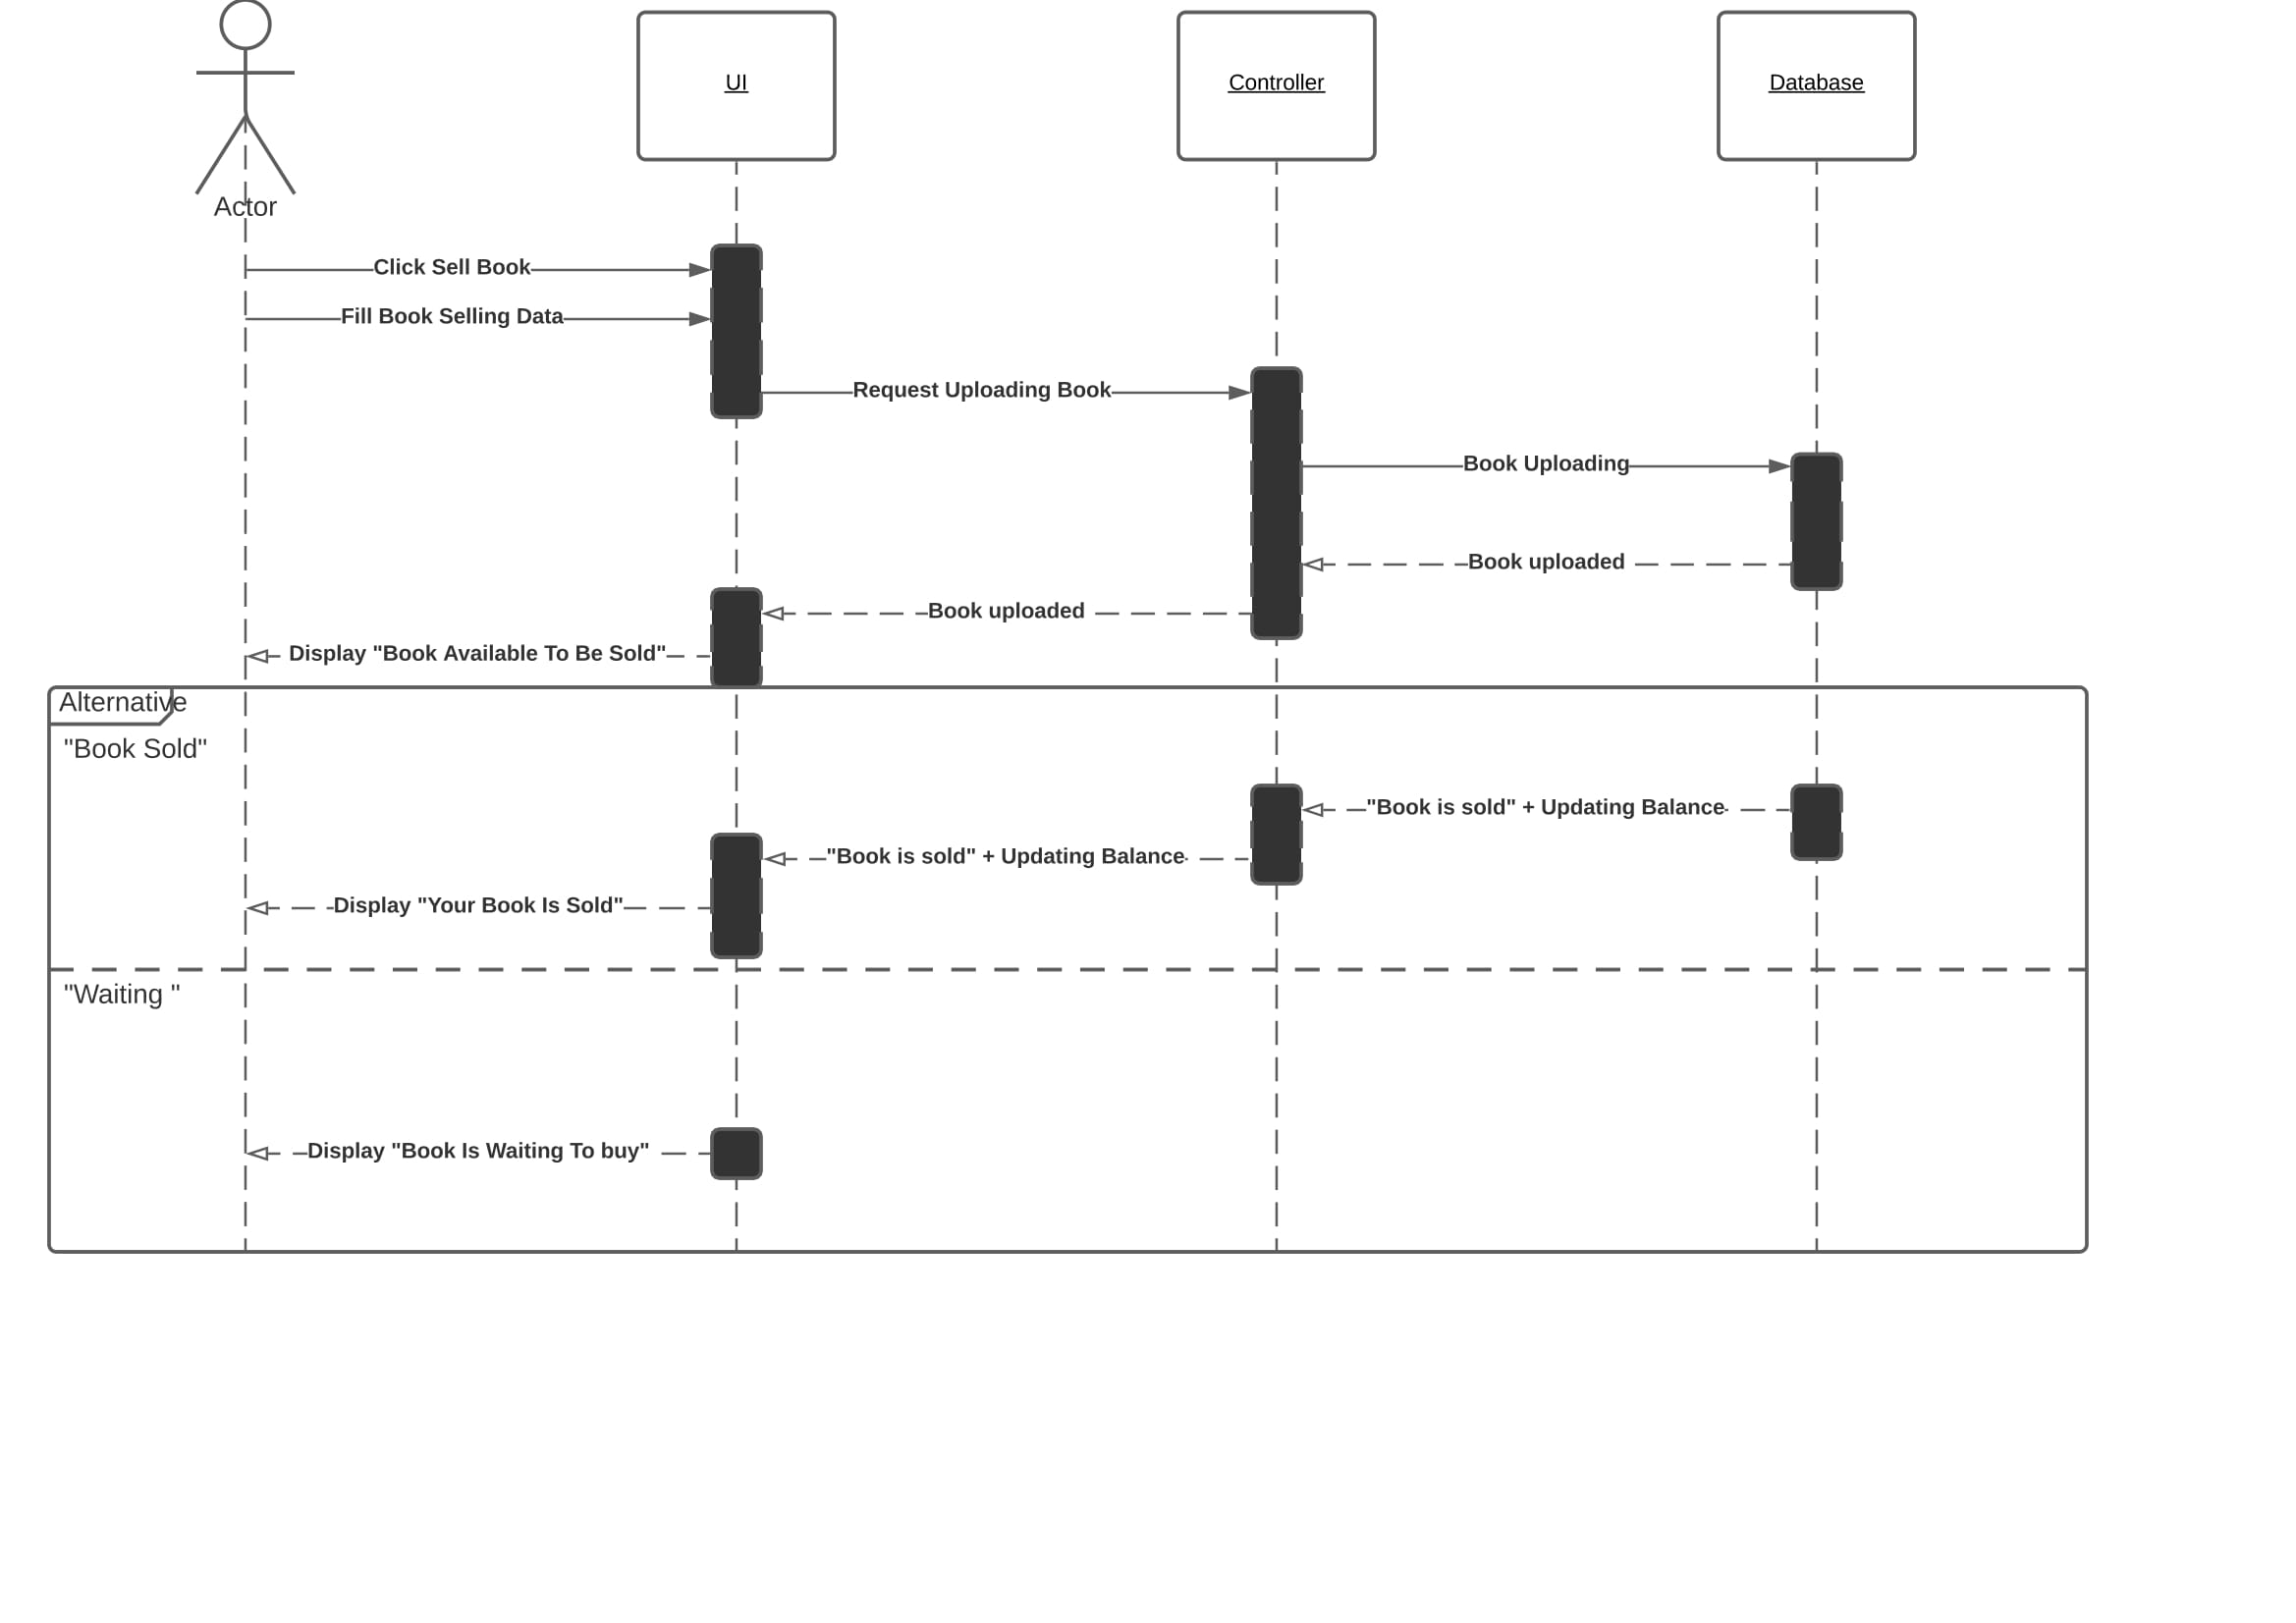 UI
Controller
Database
Actor
Click Sell Book
Fill Book Selling Data
Request Uploading Book
Book Uploading
Book uploaded
Book uploaded
Display "Book Available To Be Sold"
Alternative
"Book Sold"
"Book is sold" + Updating Balance
"Book is sold" + Updating Balance
Display "Your Book Is Sold"
"Waiting "
Display "Book Is Waiting To buy"